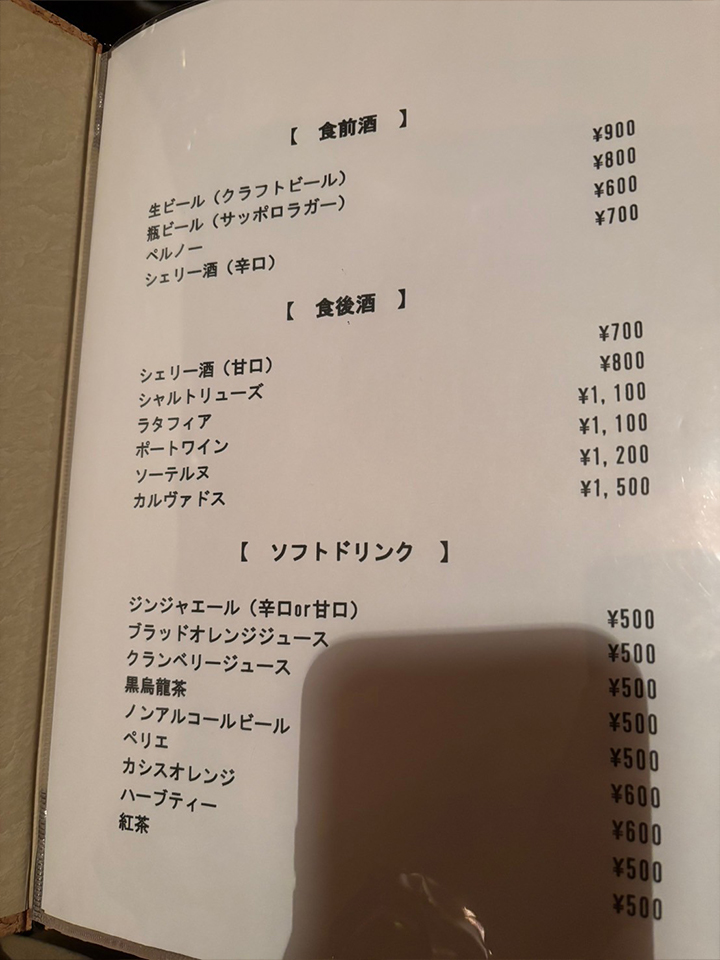 【 食前酒 】
生ビール（クラフトビール） ¥900
瓶ビール（サッポロラガー） ¥800
ペルノー ¥600
シェリー酒（辛口） ¥700
【 食後酒 】
シェリー酒（甘口） ¥700
シャルトリューズ ¥800
ラタフィア ¥1,100
ポートワイン ¥1,100
ソーテルヌ ¥1,200
カルヴァドス ¥1,500
【 ソフトドリンク 】
ジンジャエール（辛口or甘口） ¥500
ブラッドオレンジジュース ¥500
クランベリージュース ¥500
黒烏龍茶 ¥500
ノンアルコールビール ¥500
ペリエ ¥600
カシスオレンジ ¥600
ハーブティー ¥500
紅茶 ¥500